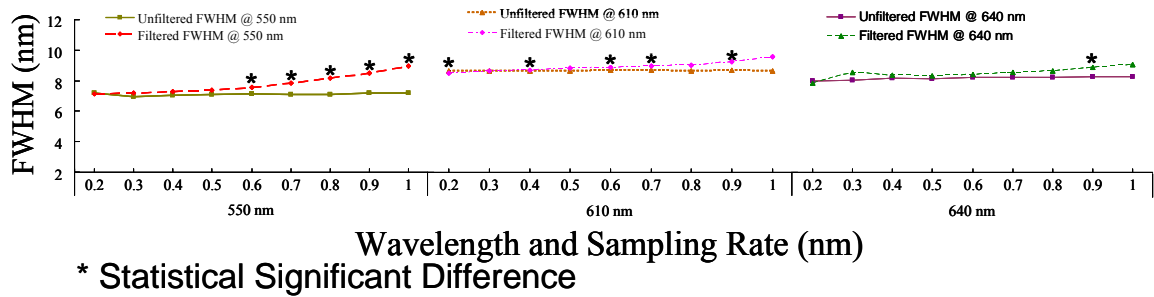 Unfiltered FWHM @ 550 nm
Filtered FWHM @ 550 nm
Unfiltered FWHM @ 610 nm
Filtered FWHM @ 610 nm
Unfiltered FWHM @ 640 nm
Filtered FWHM @ 640 nm
FWHM (nm)
12
10
8
6
4
2
* * * * *
* * * * *
*
0.2 0.3 0.4 0.5 0.6 0.7 0.8 0.9 1 0.2 0.3 0.4 0.5 0.6 0.7 0.8 0.9 1 0.2 0.3 0.4 0.5 0.6 0.7 0.8 0.9 1
550 nm 610 nm 640 nm
Wavelength and Sampling Rate (nm)
* Statistical Significant Difference